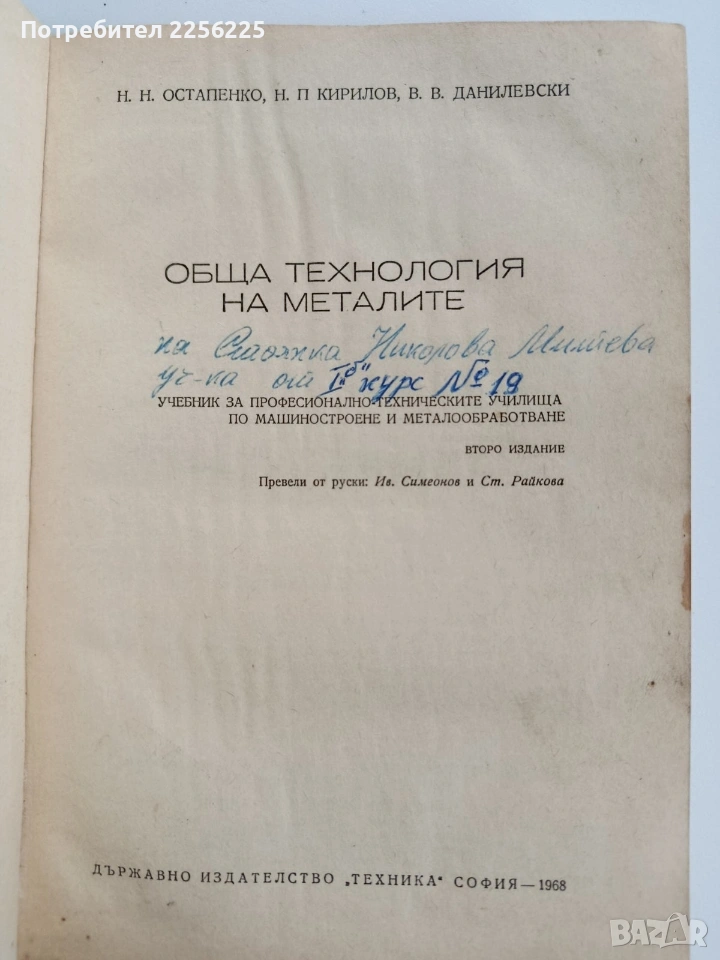 Потребител 2256225
Н. Н. ОСТАПЕНКО, Н. П КИРИЛОВ, В. В. ДАНИЛЕВСКИ
ОБЩА ТЕХНОЛОГИЯ
НА МЕТАЛИТЕ
на Стоянка Николова Милчева
уч-ка от I"б" курс № 19
УЧЕБНИК ЗА ПРОФЕСИОНАЛНО-ТЕХНИЧЕСКИТЕ УЧИЛИЩА
ПО МАШИНОСТРОЕНЕ И МЕТАЛООБРАБОТВАНЕ
ВТОРО ИЗДАНИЕ
Превели от руски: Ив. Симеонов и Ст. Райкова
ДЪРЖАВНО ИЗДАТЕЛСТВО „ТЕХНИКА“ СОФИЯ—1968
BAZAR